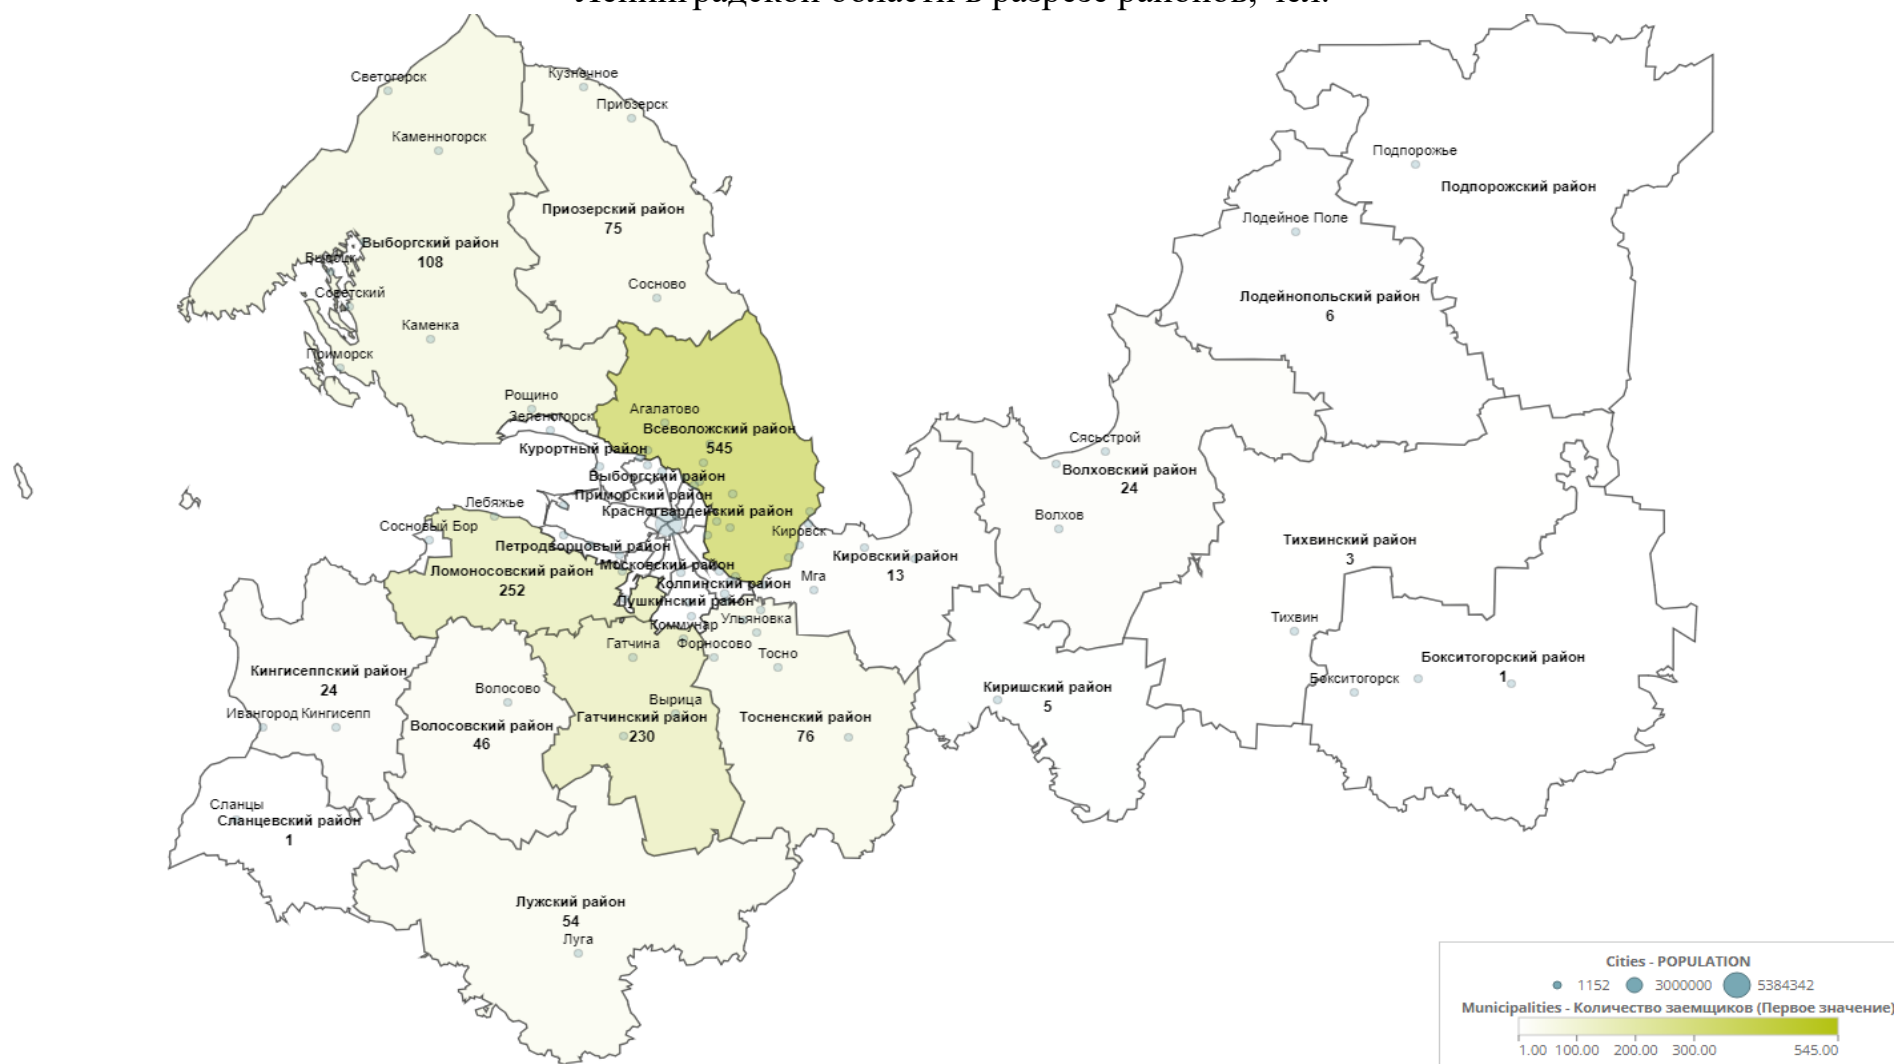 Ленинградской области в разрезе районов, чел.
Светогорск
Кузнечное
Приозерск
Каменногорск
Приозерский район
75
Выборгский район
108
Высоцк
Советский
Сосново
Каменка
Приморск
Рощино
Зеленогорск
Агалатово
Всеволожский район
545
Курортный район
Выборгский район
Приморский район
Красногвардейский район
Лебяжье
Сосновый Бор
Петродворцовый район
Московский район
Ломоносовский район
252
Колпинский район
Пушкинский район
Кировск
Кировский район
13
Мга
Коммунар
Ульяновка
Гатчина
Форносово
Тосно
Кингисеппский район
24
Ивангород
Кингисепп
Волосово
Волосовский район
46
Вырица
Гатчинский район
230
Тосненский район
76
Сланцы
Сланцевский район
1
Лужский район
54
Луга
Подпорожье
Подпорожский район
Лодейное Поле
Лодейнопольский район
6
Сясьстрой
Волховский район
24
Волхов
Тихвинский район
3
Тихвин
Киришский район
5
Бокситогорский район
1
Бокситогорск
Cities - POPULATION
1152 3000000 5384342
Municipalities - Количество заемщиков (Первое значение)
1.00 100.00 200.00 300.00 545.00